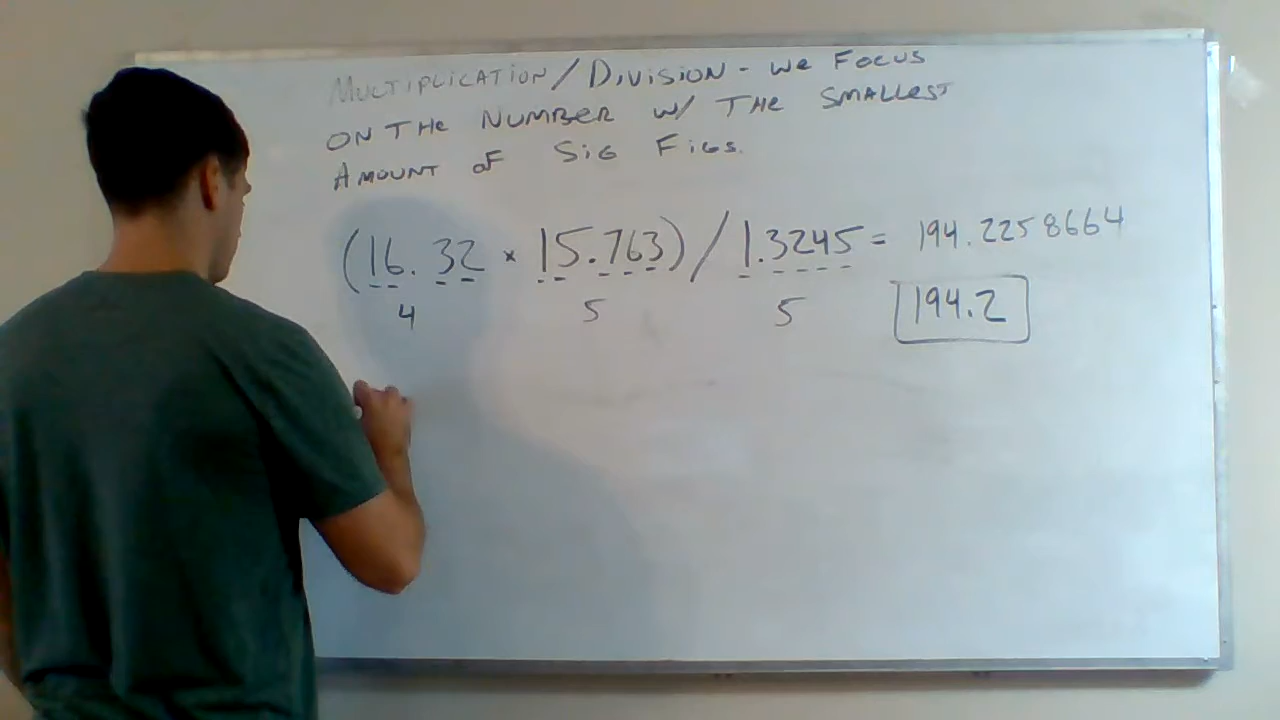 MULTIPLICATION/DIVISION - WE FOCUS
ON THE NUMBER W/ THE SMALLEST
AMOUNT OF SIG FIGS.
(16.32 × 15.763)/1.3245 = 194.2258664
4 5 5 194.2